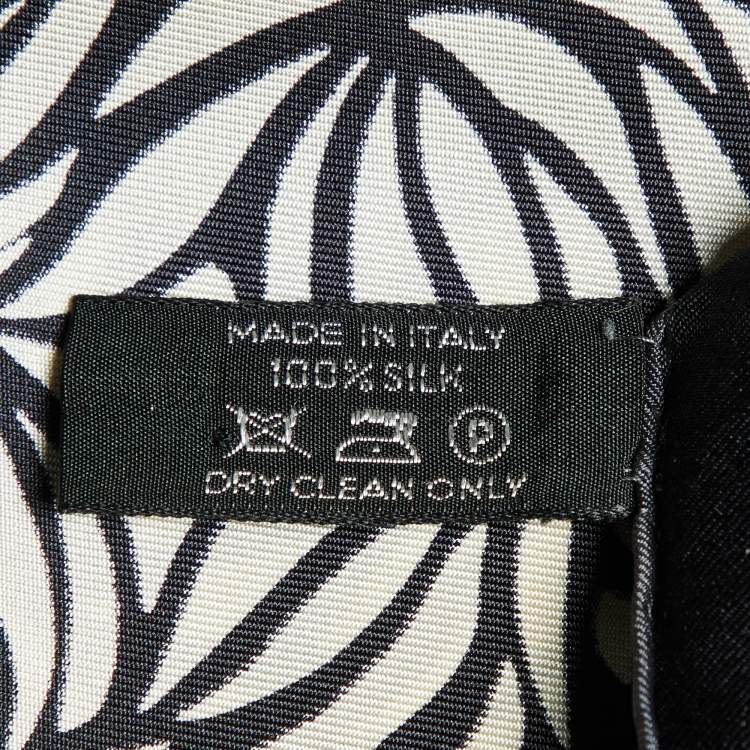 MADE IN ITALY
100% SILK
P
DRY CLEAN ONLY